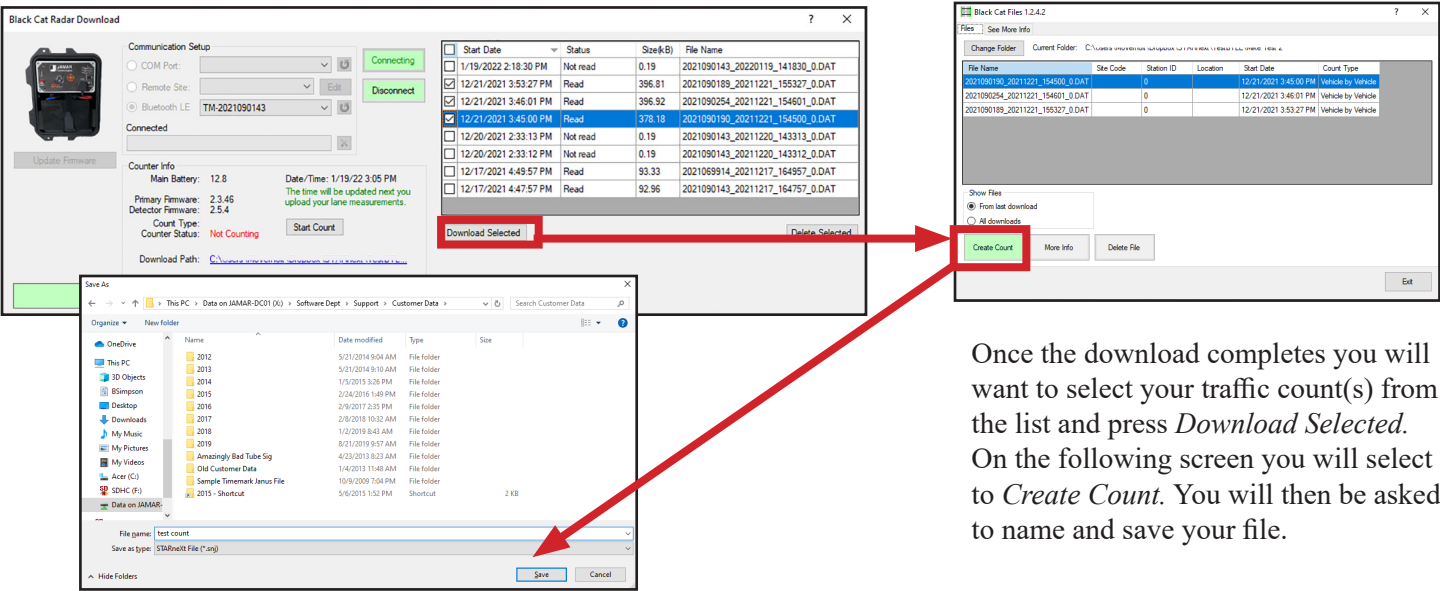 Black Cat Radar Download ? ×
Communication Setup
COM Port:
Connecting
Remote Site: Edit
Disconnect
Bluetooth LE TM-2021090143
Connected
Update Firmware
Counter Info
Main Battery: 12.8 Date/Time: 1/19/22 3:05 PM
The time will be updated next you
upload your lane measurements.
Primary Firmware: 2.3.46
Detector Firmware: 2.5.4
Count Type:
Counter Status: Not Counting
Start Count
Download Path:
Start Date Status Size(kB) File Name
1/19/2022 2:18:30 PM Not read 0.19 2021090143_20220119_141830_0.DAT
12/21/2021 3:53:27 PM Read 396.81 2021090189_20211221_155327_0.DAT
12/21/2021 3:46:01 PM Read 396.92 2021090254_20211221_154601_0.DAT
12/21/2021 3:45:00 PM Read 378.18 2021090190_20211221_154500_0.DAT
12/20/2021 2:33:13 PM Not read 0.19 2021090143_20211220_143313_0.DAT
12/20/2021 2:33:12 PM Not read 0.19 2021090143_20211220_143312_0.DAT
12/17/2021 4:49:57 PM Read 93.33 2021069914_20211217_164957_0.DAT
12/17/2021 4:47:57 PM Read 92.96 2021090143_20211217_164757_0.DAT
Download Selected Delete Selected
Black Cat Files 1.2.4.2 ? ×
Files See More Info
Change Folder Current Folder:
File Name Site Code Station ID Location Start Date Count Type
2021090190_20211221_154500_0.DAT 0 12/21/2021 3:45:00 PM Vehicle by Vehicle
2021090254_20211221_154601_0.DAT 0 12/21/2021 3:46:01 PM Vehicle by Vehicle
2021090189_20211221_155327_0.DAT 0 12/21/2021 3:53:27 PM Vehicle by Vehicle
Show Files
From last download
All downloads
Create Count More Info Delete File
Exit
Save As ×
This PC > Data on JAMAR-DC01 (X:) > Software Dept > Support > Customer Data > Search Customer Data
Organize New folder
OneDrive
This PC
3D Objects
BSimpson
Desktop
Downloads
My Music
My Pictures
My Videos
Acer (C:)
SDHC (F:)
Data on JAMAR-
Name Date modified Type Size
2012 5/21/2014 9:04 AM File folder
2013 5/21/2014 9:10 AM File folder
2014 1/5/2015 3:26 PM File folder
2015 2/24/2016 1:49 PM File folder
2016 2/9/2017 2:35 PM File folder
2017 2/8/2018 10:32 AM File folder
2018 1/2/2019 8:43 AM File folder
2019 8/21/2019 9:57 AM File folder
Amazingly Bad Tube Sig 4/23/2013 8:23 AM File folder
Old Customer Data 1/4/2013 11:48 AM File folder
Sample Timemark Janus File 10/9/2009 7:04 PM File folder
2015 - Shortcut 5/6/2015 1:52 PM Shortcut 2 KB
File name: test count
Save as type: STARneXt File (*.snj)
Hide Folders Save Cancel
Once the download completes you will
want to select your traffic count(s) from
the list and press Download Selected.
On the following screen you will select
to Create Count. You will then be asked
to name and save your file.